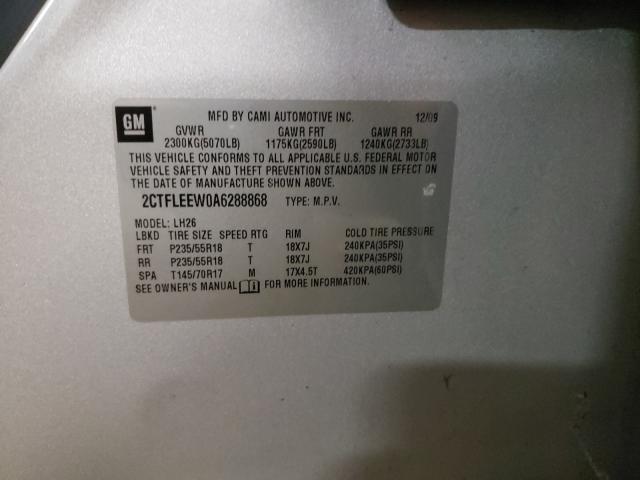 GM
MFD BY CAMI AUTOMOTIVE INC. 12/09
GVWR GAWR FRT GAWR RR
2300KG(5070LB) 1175KG(2590LB) 1240KG(2733LB)
THIS VEHICLE CONFORMS TO ALL APPLICABLE U.S. FEDERAL MOTOR
VEHICLE SAFETY AND THEFT PREVENTION STANDARDS IN EFFECT ON
THE DATE OF MANUFACTURE SHOWN ABOVE.
2CTFLEEW0A6288868 TYPE: M.P.V.
MODEL: LH26
LBKD TIRE SIZE SPEED RTG RIM COLD TIRE PRESSURE
FRT P235/55R18 T 18X7J 240KPA(35PSI)
RR P235/55R18 T 18X7J 240KPA(35PSI)
SPA T145/70R17 M 17X4.5T 420KPA(60PSI)
SEE OWNER'S MANUAL FOR MORE INFORMATION.